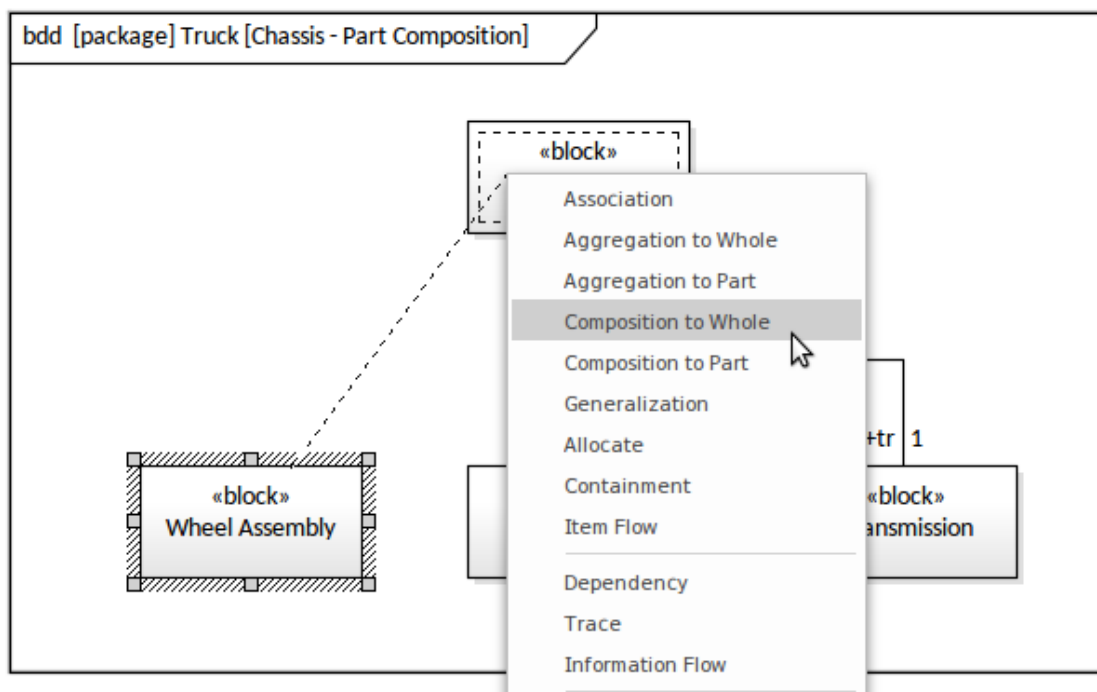 bdd [package] Truck [Chassis - Part Composition]
«block»
Association
Aggregation to Whole
Aggregation to Part
Composition to Whole
Composition to Part
Generalization
Allocate
Containment
Item Flow
Dependency
Trace
Information Flow
+tr 1
«block»
Wheel Assembly
«block»
ansmission